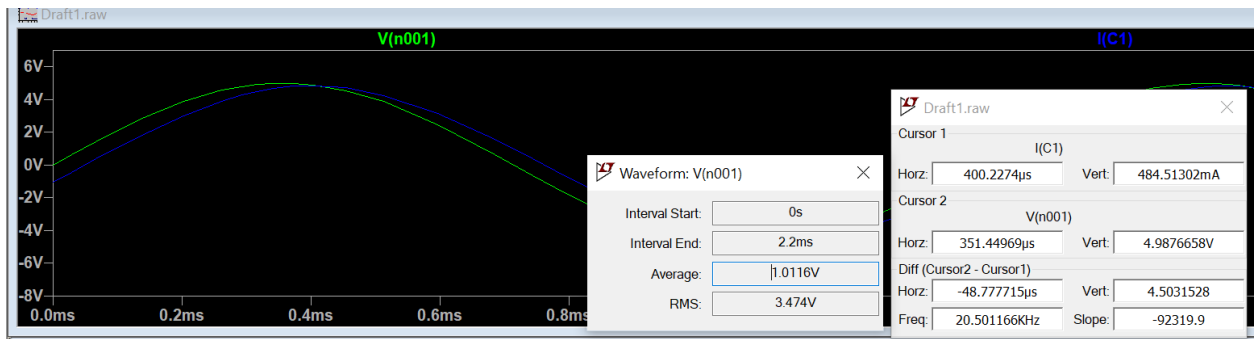 Draft1.raw
V(n001)
I(C1)
6V
4V
2V
0V
-2V
-4V
-6V
-8V
0.0ms
0.2ms
0.4ms
0.6ms
0.8ms
Waveform: V(n001)
Interval Start: 0s
Interval End: 2.2ms
Average: 1.0116V
RMS: 3.474V
Draft1.raw
Cursor 1
I(C1)
Horz: 400.2274µs Vert: 484.51302mA
Cursor 2
V(n001)
Horz: 351.44969µs Vert: 4.9876658V
Diff (Cursor2 - Cursor1)
Horz: -48.777715µs Vert: 4.5031528
Freq: 20.501166KHz Slope: -92319.9